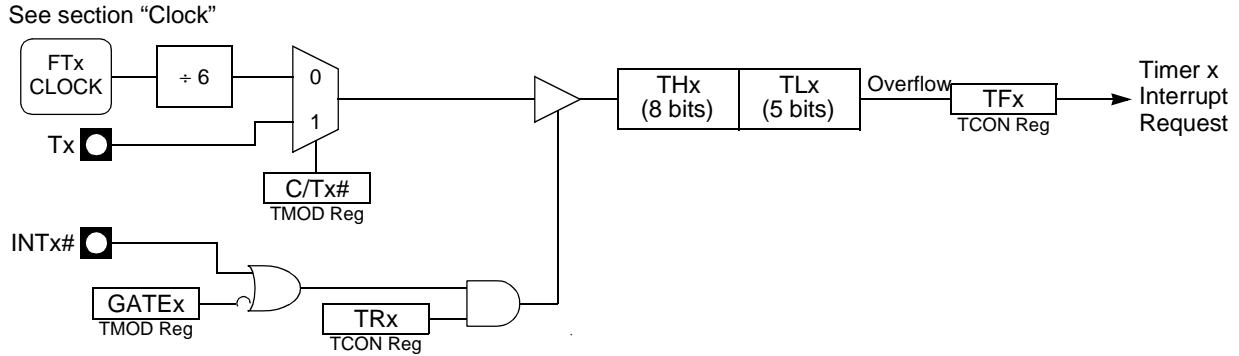 See section “Clock”
FTx
CLOCK
÷ 6
0
1
Tx
C/Tx#
TMOD Reg
THx
(8 bits)
TLx
(5 bits)
Overflow
TFx
TCON Reg
Timer x
Interrupt
Request
INTx#
GATEx
TMOD Reg
TRx
TCON Reg